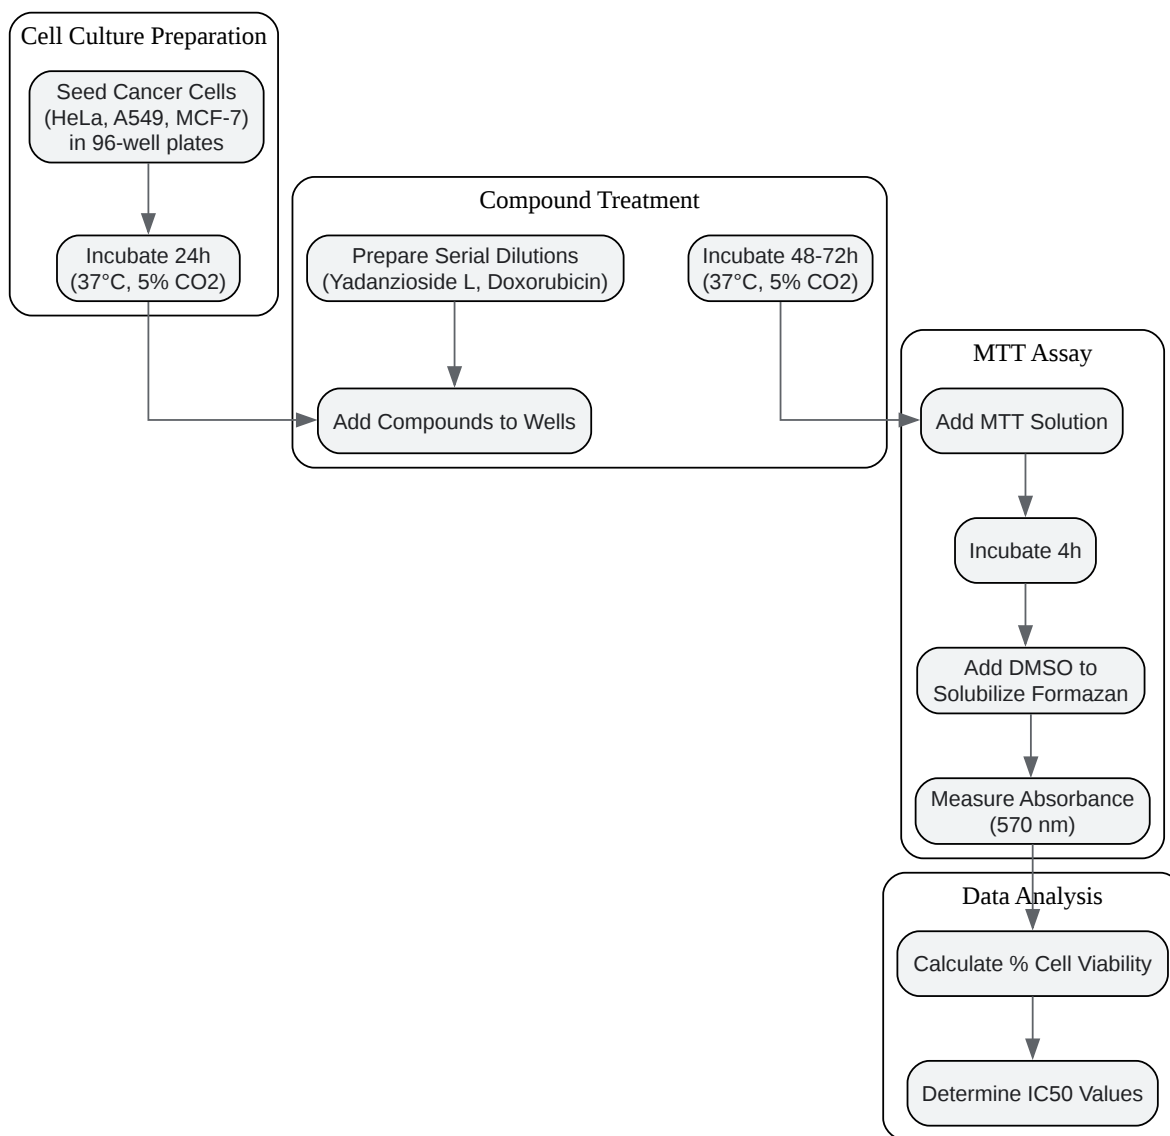 Cell Culture Preparation
Seed Cancer Cells
(HeLa, A549, MCF-7)
in 96-well plates
Incubate 24h
(37°C, 5% CO2)
Compound Treatment
Prepare Serial Dilutions
(Yadanzioside L, Doxorubicin)
Incubate 48-72h
(37°C, 5% CO2)
Add Compounds to Wells
MTT Assay
Add MTT Solution
Incubate 4h
Add DMSO to
Solubilize Formazan
Measure Absorbance
(570 nm)
Data Analysis
Calculate % Cell Viability
Determine IC50 Values